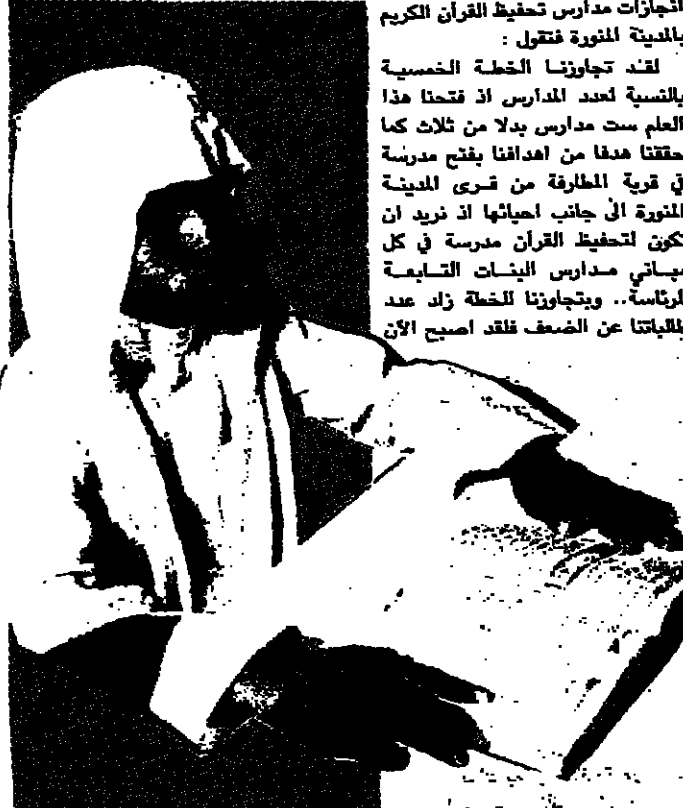 انجازات مدارس تحفيظ القرآن الكريم
بالمدينة المنورة فتقول :
لقد تجاوزنا الخطة الخمسية
بالنسبة لعدد المدارس اذ فتحنا هذا
العلم ست مدارس بدلا من ثلاث كما
حققنا هدفا من اهدافنا بفتح مدرسة
في قرية المطارفة من قرى المدينة
المنورة الى جانب احيائها اذ نريد ان
تكون لتحفيظ القرآن مدرسة في كل
مباني مدارس البنات التابعة
لرئاسة.. وبتجاوزنا للخطة زاد عدد
طالباتنا عن الضعف فلقد اصبح الآن